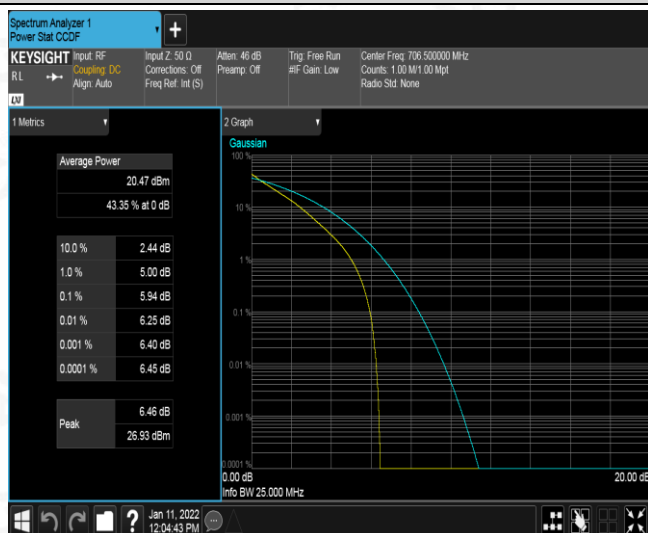 Spectrum Analyzer 1
Power Stat CCDF
+
KEYSIGHT
RL
LXI
Input: RF
Coupling: DC
Align: Auto
Input Z: 50 Ω
Corrections: Off
Freq Ref: Int (S)
Atten: 46 dB
Preamp: Off
Trig: Free Run
#IF Gain: Low
Center Freq: 706.500000 MHz
Counts: 1.00 M/1.00 Mpt
Radio Std: None
1 Metrics
Average Power
20.47 dBm
43.35 % at 0 dB
10.0 % 2.44 dB
1.0 % 5.00 dB
0.1 % 5.94 dB
0.01 % 6.25 dB
0.001 % 6.40 dB
0.0001 % 6.45 dB
Peak
6.46 dB
26.93 dBm
2 Graph
Gaussian
100 %
10 %
1 %
0.1 %
0.01 %
0.001 %
0.0001 %
0.00 dB
20.00 dB
Info BW 25.000 MHz
?
Jan 11, 2022
12:04:43 PM